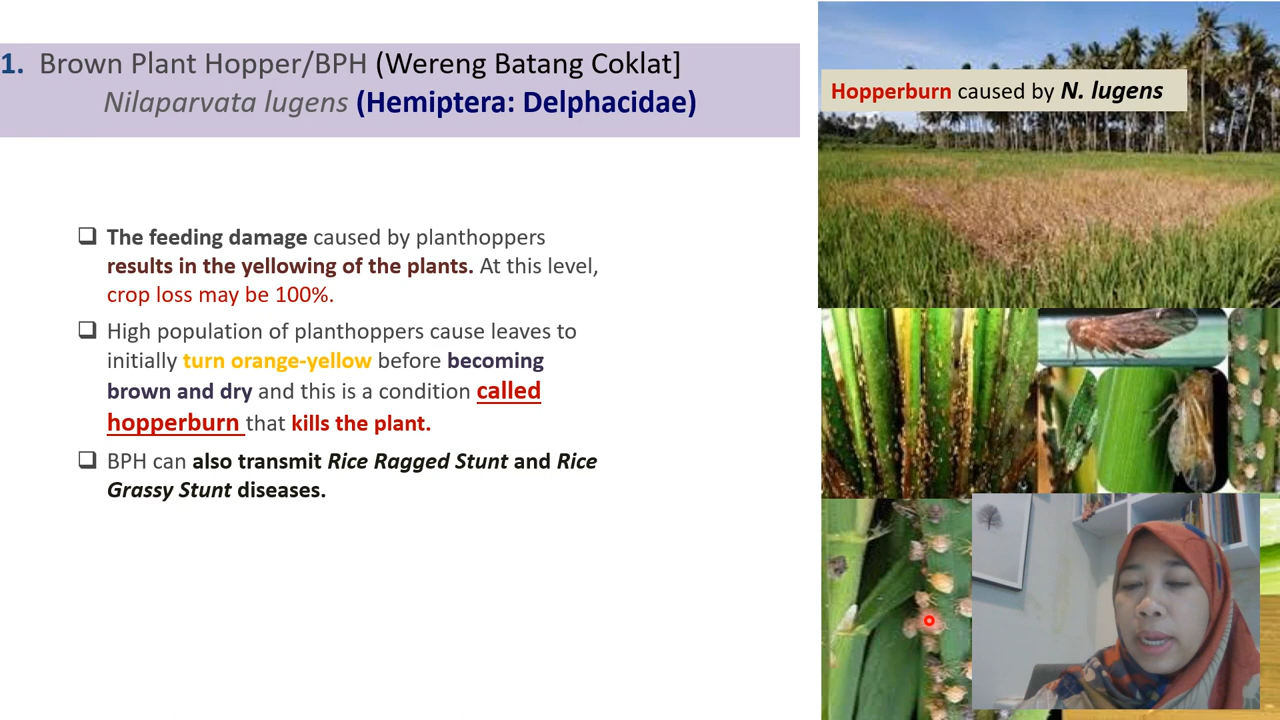 1. Brown Plant Hopper/BPH (Wereng Batang Coklat]
Nilaparvata lugens (Hemiptera: Delphacidae)
Hopperburn caused by N. lugens
The feeding damage caused by planthoppers
results in the yellowing of the plants. At this level,
crop loss may be 100%.
High population of planthoppers cause leaves to
initially turn orange-yellow before becoming
brown and dry and this is a condition called
hopperburn that kills the plant.
BPH can also transmit Rice Ragged Stunt and Rice
Grassy Stunt diseases.